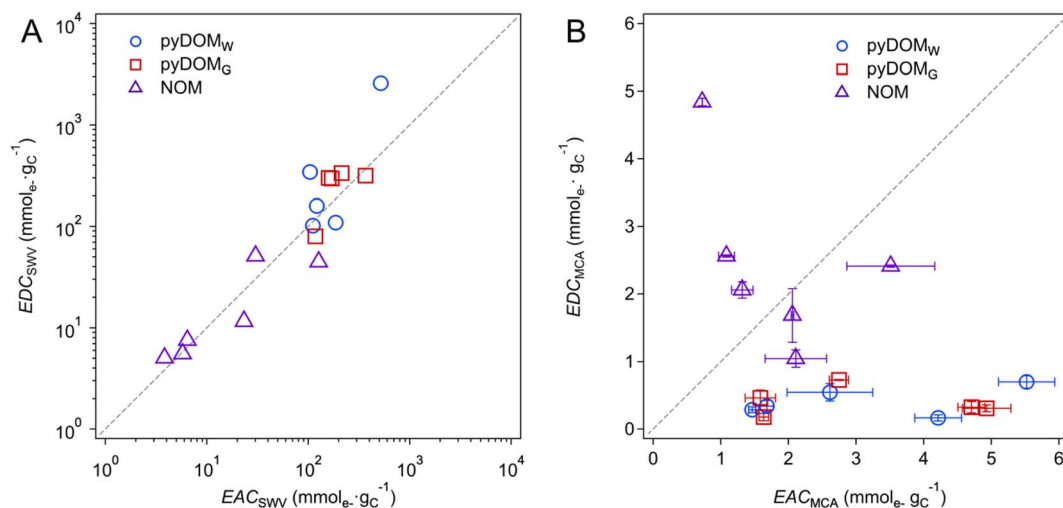 A
B
pyDOM_W
pyDOM_G
NOM
EDC_SWV (mmol_e-·g_C^-1)
10^4
10^3
10^2
10^1
10^0
10^0 10^1 10^2 10^3 10^4
EAC_SWV (mmol_e-·g_C^-1)
pyDOM_W
pyDOM_G
NOM
EDC_MCA (mmol_e- g_C^-1)
6
5
4
3
2
1
0
0 1 2 3 4 5 6
EAC_MCA (mmol_e- g_C^-1)